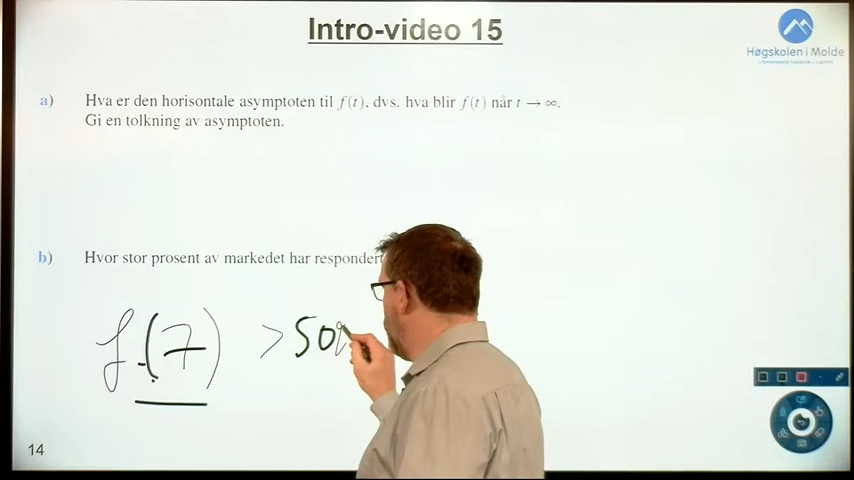 Intro-video 15
Høgskolen i Molde
a) Hva er den horisontale asymptoten til f(t), dvs. hva blir f(t) når t → ∞.
Gi en tolkning av asymptoten.
b) Hvor stor prosent av markedet har respondert
f(7) > 50%
14